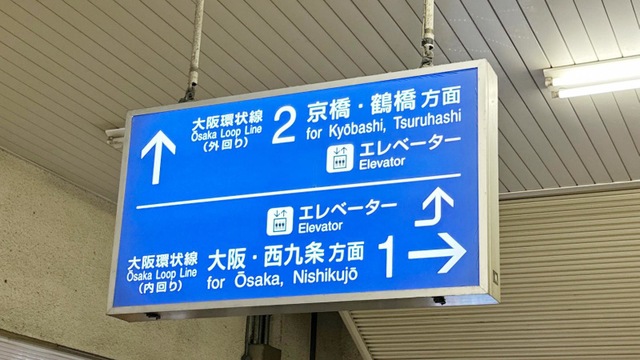 大阪環状線
Ōsaka Loop Line
（外回り）
2
京橋・鶴橋方面
for Kyōbashi, Tsuruhashi
エレベーター
Elevator
エレベーター
Elevator
大阪環状線
Ōsaka Loop Line
（内回り）
大阪・西九条方面
for Ōsaka, Nishikujō
1